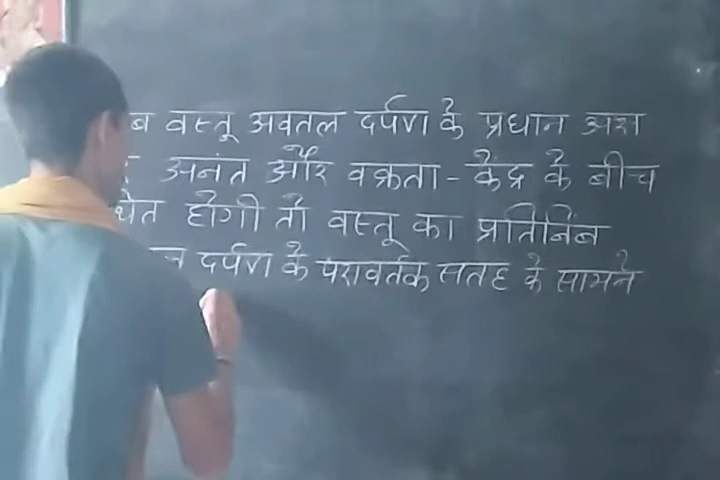 वस्तू अवतल दर्पण के प्रधान अक्ष
अनंत और वक्रता - केंद्र के बीच
होगी तो वस्तू का प्रतिबिंब
दर्पण के परावर्तक सतह के सामने